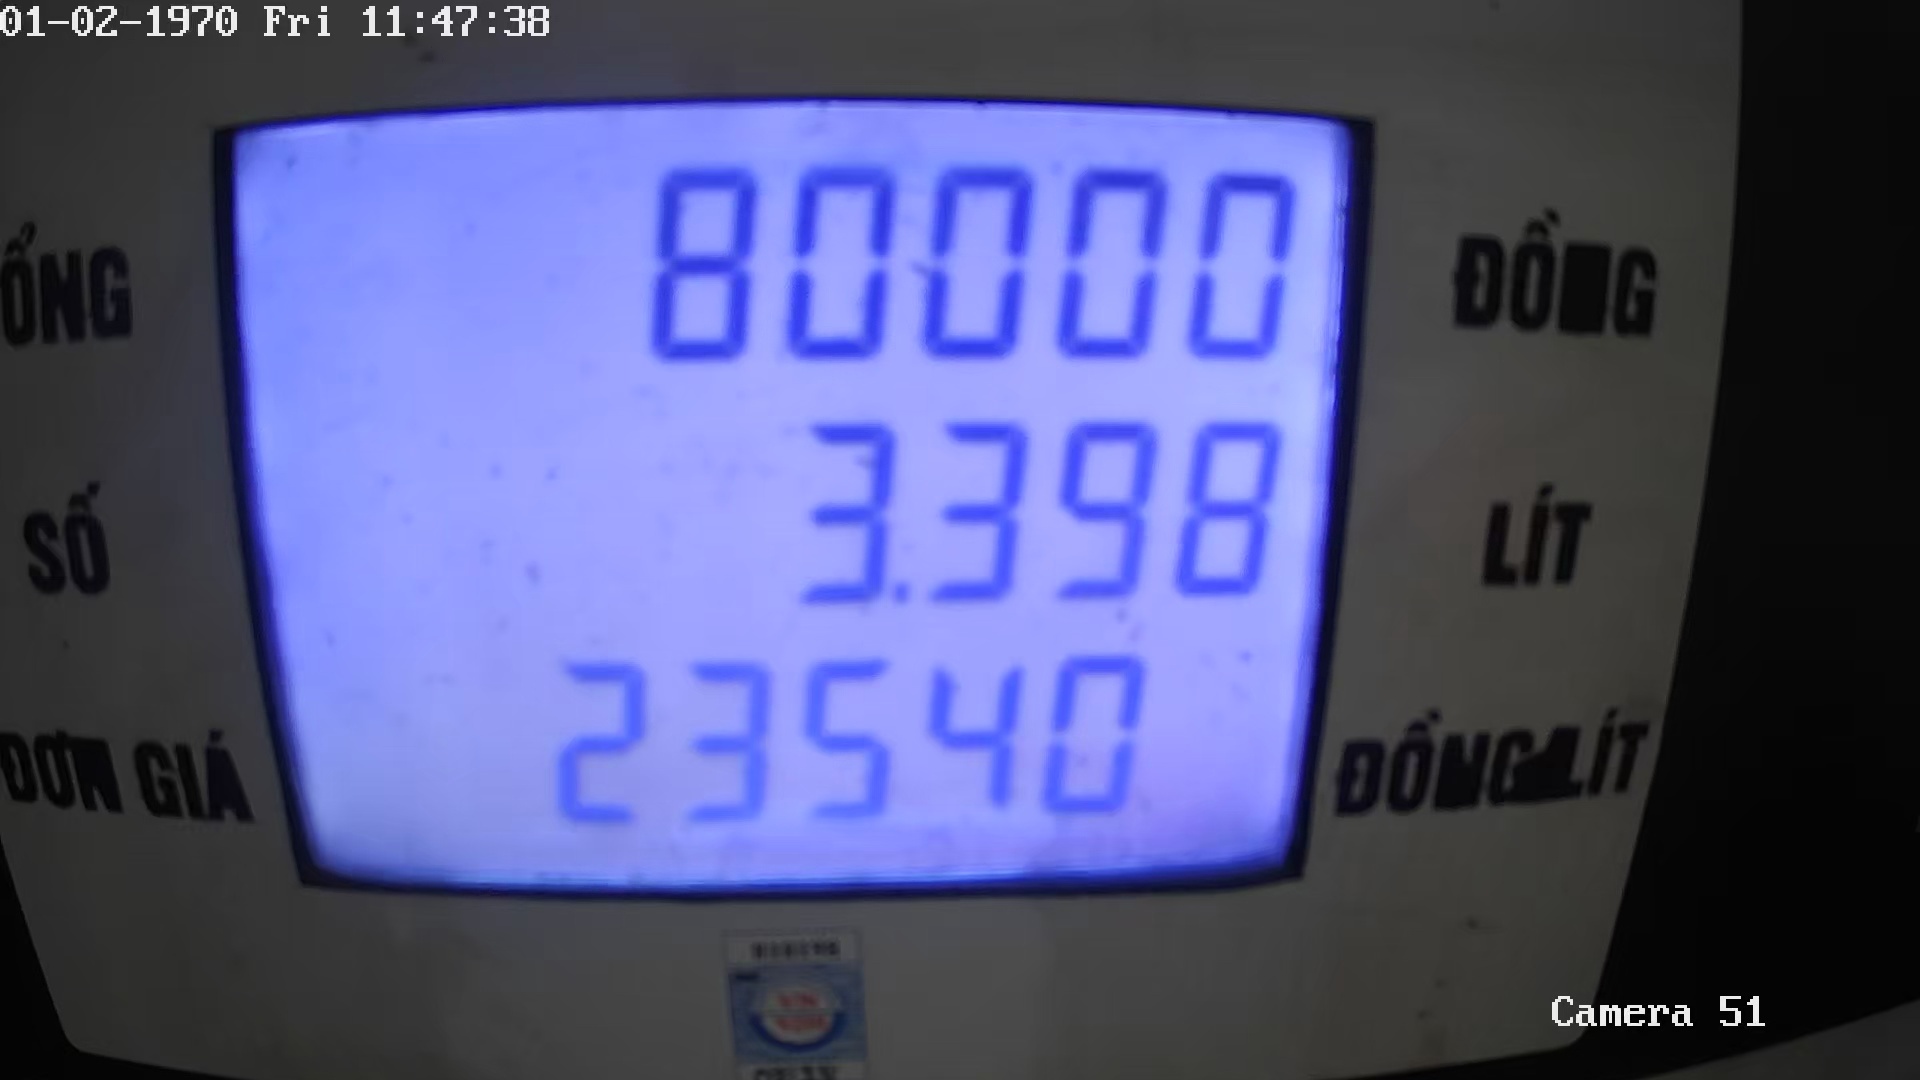 01-02-1970 Fri 11:47:38
ỔNG 80000 ĐỒNG
SỐ 3.398 LÍT
ĐƠN GIÁ 23540 ĐỒNG/LÍT
Camera 51